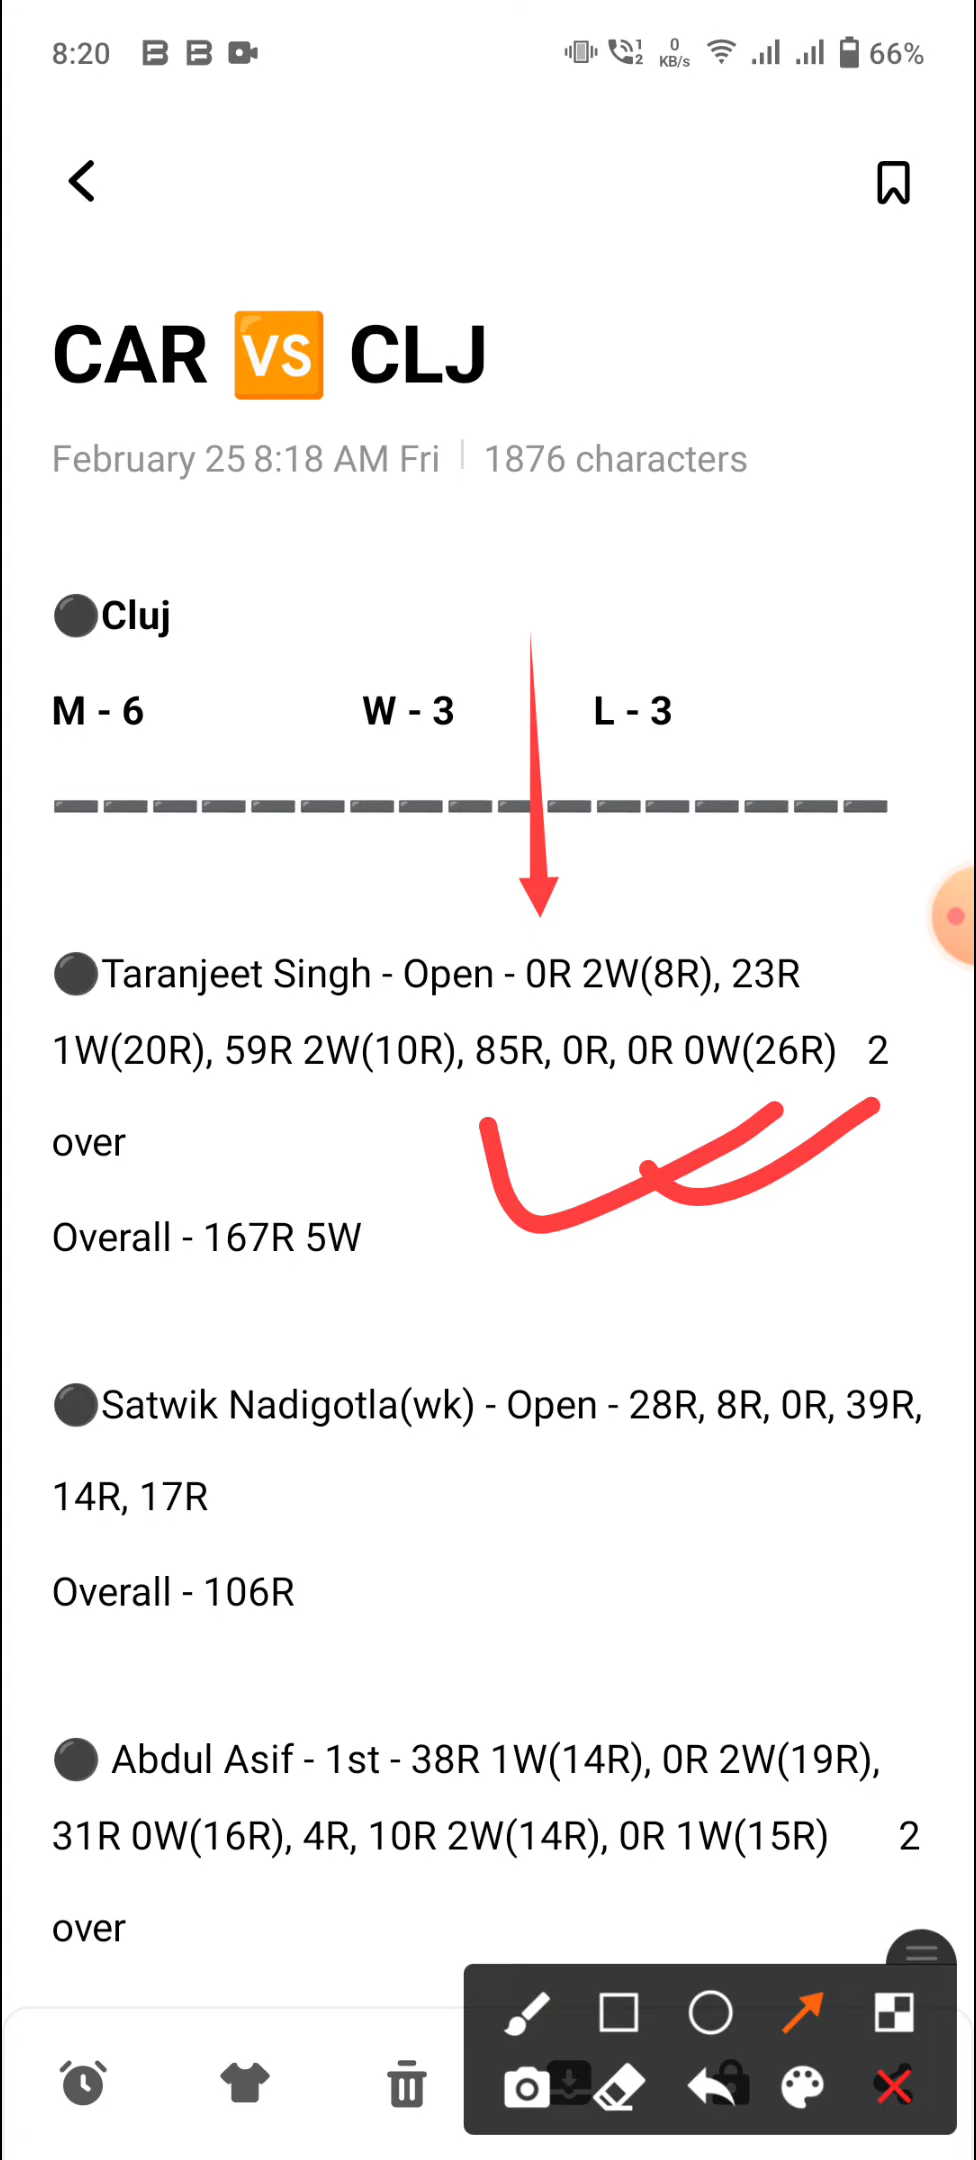 8:20
0
KB/s
66%
CAR VS CLJ
February 25 8:18 AM Fri | 1876 characters
Cluj
M - 6 W - 3 L - 3
Taranjeet Singh - Open - 0R 2W(8R), 23R
1W(20R), 59R 2W(10R), 85R, 0R, 0R 0W(26R) 2
over
Overall - 167R 5W
Satwik Nadigotla(wk) - Open - 28R, 8R, 0R, 39R,
14R, 17R
Overall - 106R
Abdul Asif - 1st - 38R 1W(14R), 0R 2W(19R),
31R 0W(16R), 4R, 10R 2W(14R), 0R 1W(15R) 2
over